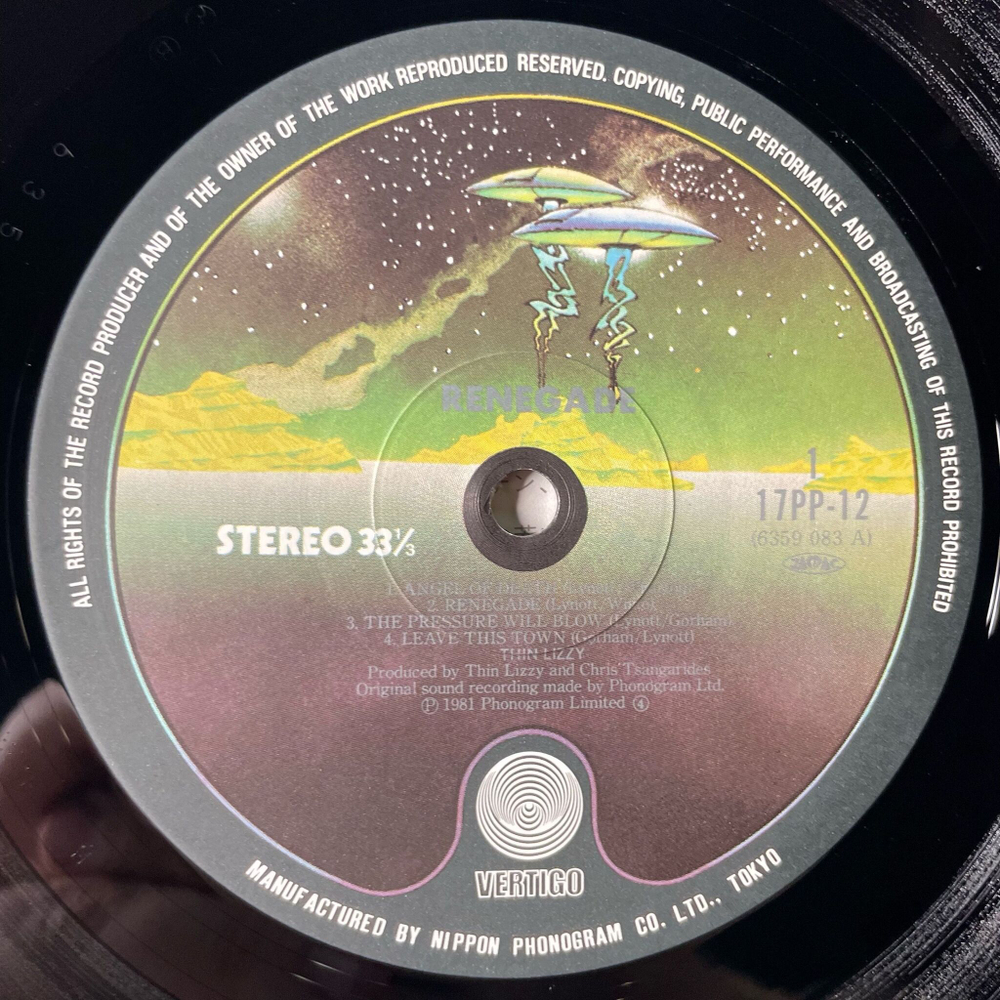 ALL RIGHTS OF THE RECORD PRODUCER AND OF THE OWNER OF THE WORK REPRODUCED RESERVED. COPYING, PUBLIC PERFORMANCE AND BROADCASTING OF THIS RECORD PROHIBITED
RENEGADE
1
17PP-12
(6359 083 A)
STEREO 33⅓
1. ANGEL OF
2. RENEGADE (Lynott/
3. THE PRESSURE WILL BLOW (Lynott/Gorham)
4. LEAVE THIS TOWN (Gorham/Lynott)
THIN LIZZY
Produced by Thin Lizzy and Chris Tsangarides
Original sound recording made by Phonogram Ltd.
Ⓟ 1981 Phonogram Limited ④
VERTIGO
MANUFACTURED BY NIPPON PHONOGRAM CO. LTD., TOKYO